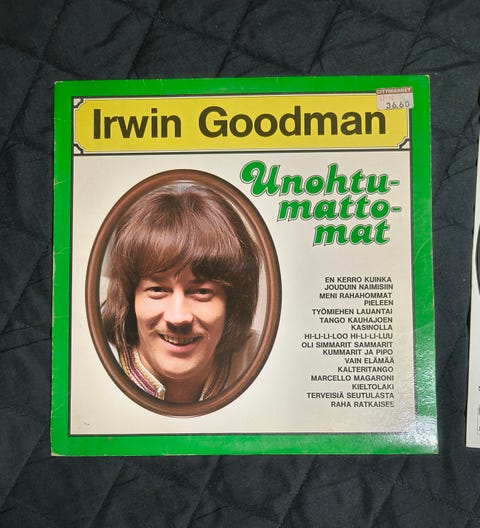 CITYMARKET
36.60
Irwin Goodman
Unohtu-
matto-
mat
EN KERRO KUINKA
JOUDUIN NAIMISIIN
MENI RAHAHOMMAT
PIELEEN
TYÖMIEHEN LAUANTAI
TANGO KAUHAJOEN
KASINOLLA
HI-LI-LI-LOO HI-LI-LI-LUU
OLI SIMMARIT SAMMARIT
KUMMARIT JA PIPO
VAIN ELÄMÄÄ
KALTERITANGO
MARCELLO MAGARONI
KIELTOLAKI
TERVEISIÄ SEUTULASTA
RAHA RATKAISEE